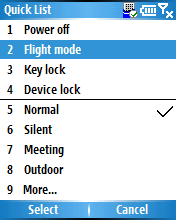 Quick List
1 Power off
2 Flight mode
3 Key lock
4 Device lock
5 Normal
6 Silent
7 Meeting
8 Outdoor
9 More...
Select Cancel